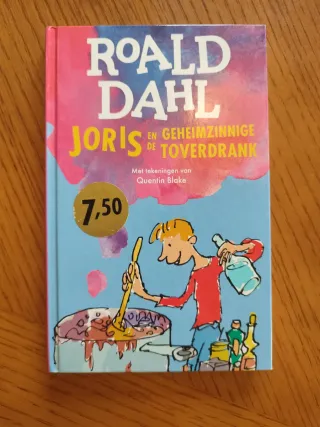 ROALD
DAHL
JORIS EN DE GEHEIMZINNIGE
TOVERDRANK
Met tekeningen van
Quentin Blake
7,50